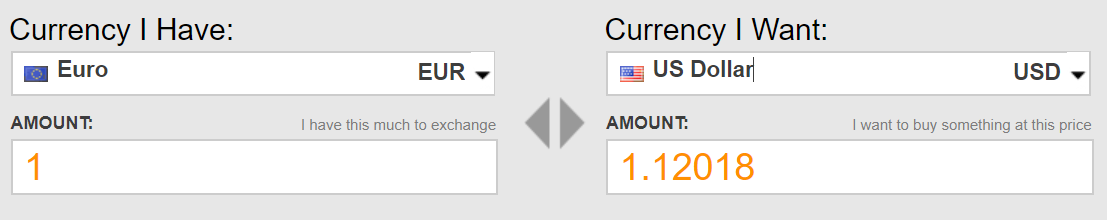 Currency I Have:
Euro EUR
AMOUNT: I have this much to exchange
1
Currency I Want:
US Dollar USD
AMOUNT: I want to buy something at this price
1.12018